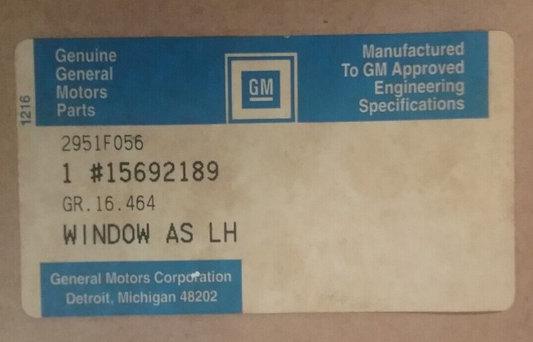 Genuine
General
Motors
Parts
GM
Manufactured
To GM Approved
Engineering
Specifications
1216
2951F056
1 #15692189
GR.16.464
WINDOW AS LH
General Motors Corporation
Detroit, Michigan 48202